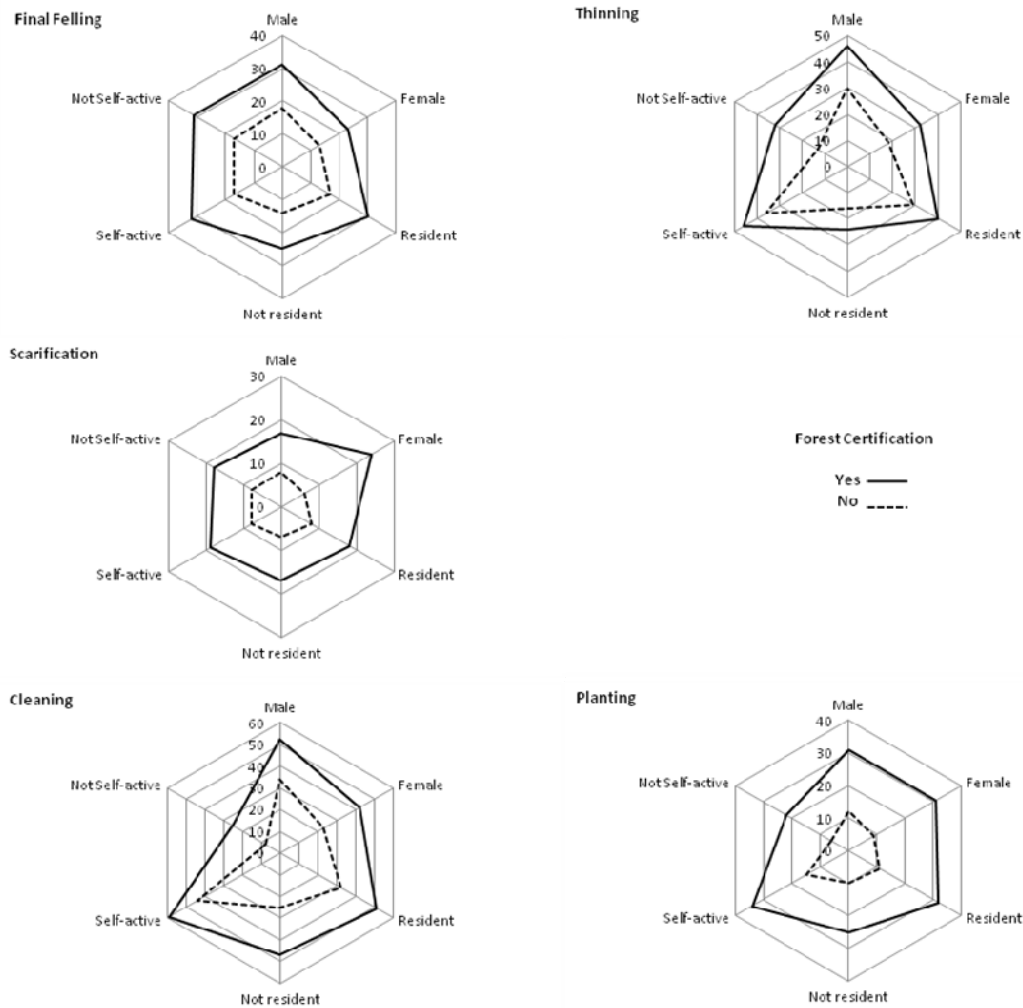 Final Felling
Male
40
30
20
10
0
Not Self-active
Female
Self-active
Resident
Not resident
Thinning
Male
50
40
30
20
10
0
Not Self-active
Female
Self-active
Resident
Not resident
Scarification
Male
30
20
10
0
Not Self-active
Female
Self-active
Resident
Not resident
Forest Certification
Yes
No
Cleaning
Male
60
50
40
30
20
10
0
Not Self-active
Female
Self-active
Resident
Not resident
Planting
Male
40
30
20
10
0
Not Self-active
Female
Self-active
Resident
Not resident